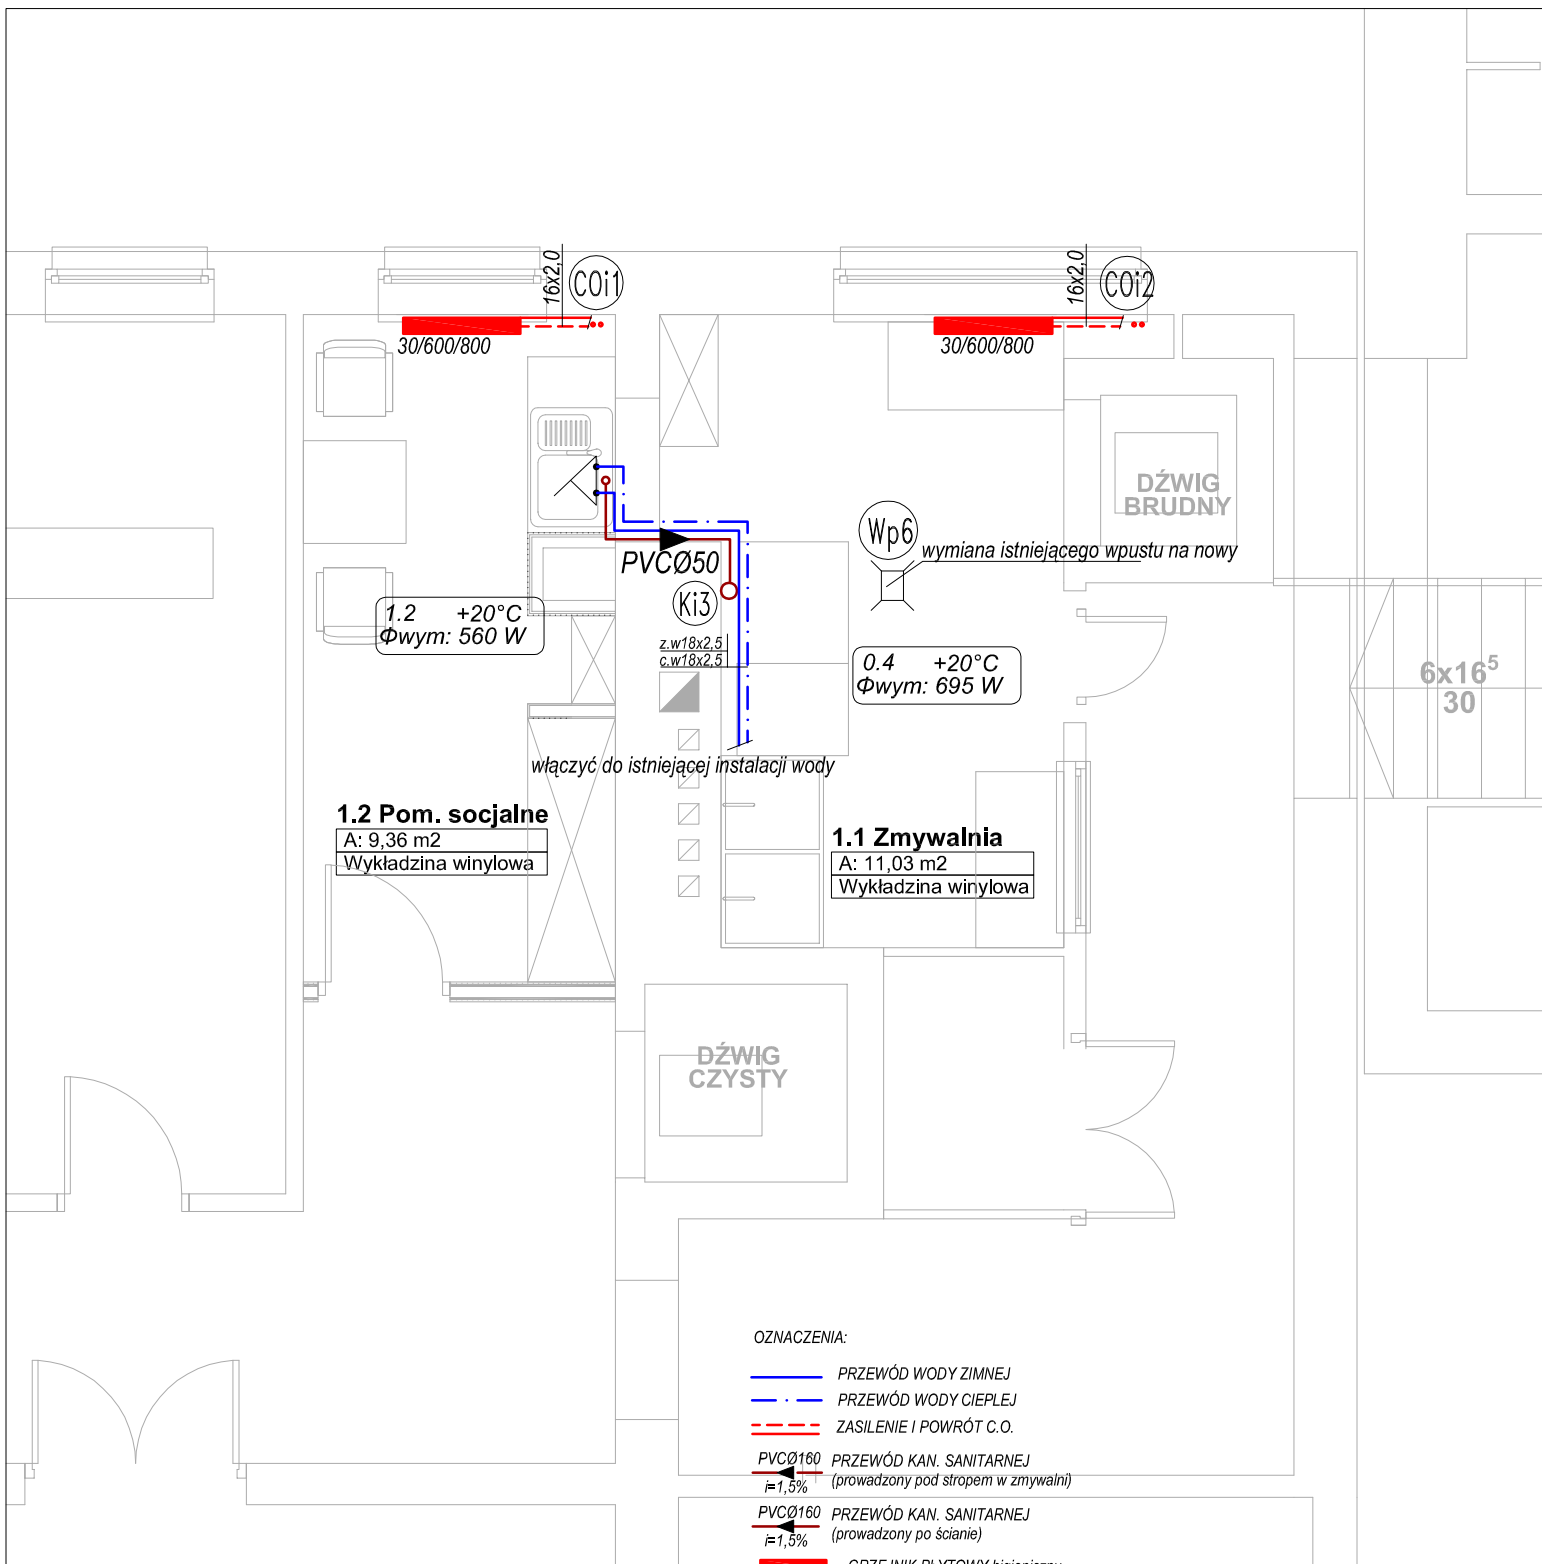 16x2,0
COi1
30/600/800
16x2,0
COi2
30/600/800
DŹWIG
BRUDNY
Wp6
wymiana istniejącego wpustu na nowy
PVCØ50
Ki3
1.2 +20°C
Φwym: 560 W
z.w18x2,5
c.w18x2,5
0.4 +20°C
Φwym: 695 W
6x16⁵
30
włączyć do istniejącej instalacji wody
1.2 Pom. socjalne
A: 9,36 m2
Wykładzina winylowa
1.1 Zmywalnia
A: 11,03 m2
Wykładzina winylowa
DŹWIG
CZYSTY
OZNACZENIA:
PRZEWÓD WODY ZIMNEJ
PRZEWÓD WODY CIEPLEJ
ZASILENIE I POWRÓT C.O.
PVCØ160 PRZEWÓD KAN. SANITARNEJ
i=1,5% (prowadzony pod stropem w zmywalni)
PVCØ160 PRZEWÓD KAN. SANITARNEJ
i=1,5% (prowadzony po ścianie)
GRZEJNIK PŁYTOWY higieniczny